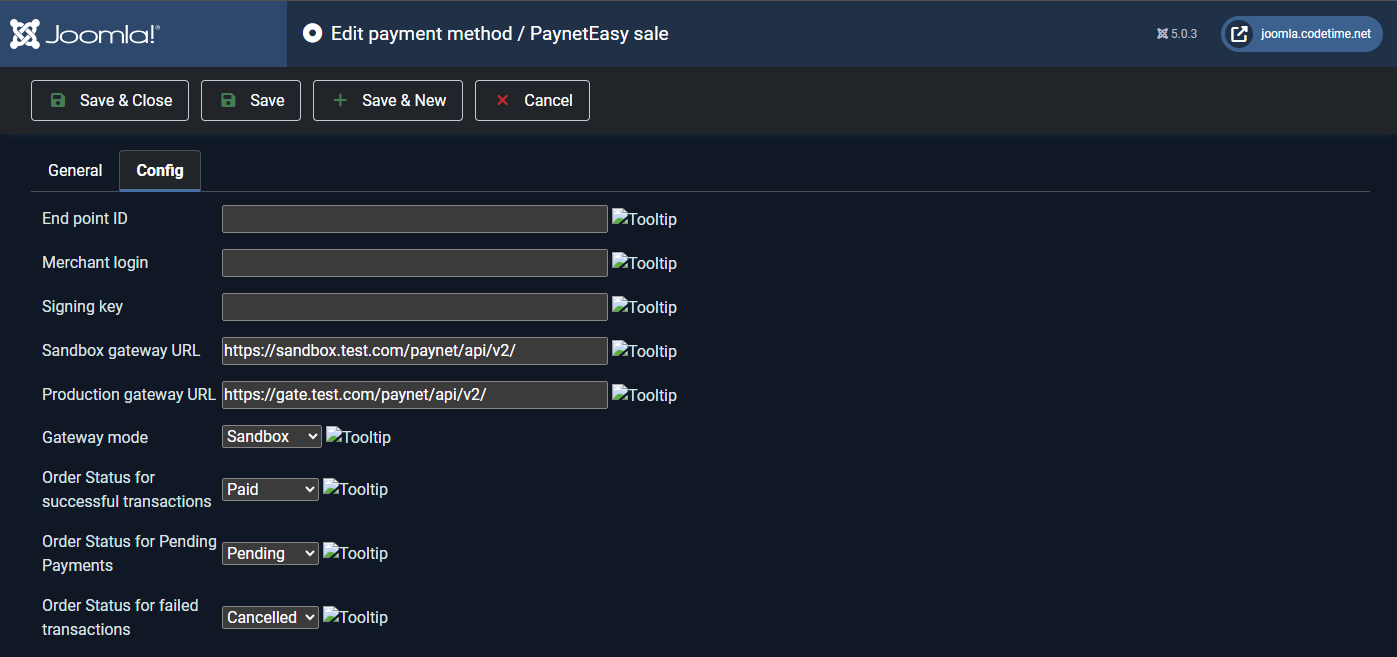 Joomla!®
Edit payment method / PaynetEasy sale
5.0.3
joomla.codetime.net
Save & Close
Save
Save & New
Cancel
General
Config
End point ID
Tooltip
Merchant login
Tooltip
Signing key
Tooltip
Sandbox gateway URL
https://sandbox.test.com/paynet/api/v2/
Tooltip
Production gateway URL
https://gate.test.com/paynet/api/v2/
Tooltip
Gateway mode
Sandbox
Tooltip
Order Status for
successful transactions
Paid
Tooltip
Order Status for Pending
Payments
Pending
Tooltip
Order Status for failed
transactions
Cancelled
Tooltip